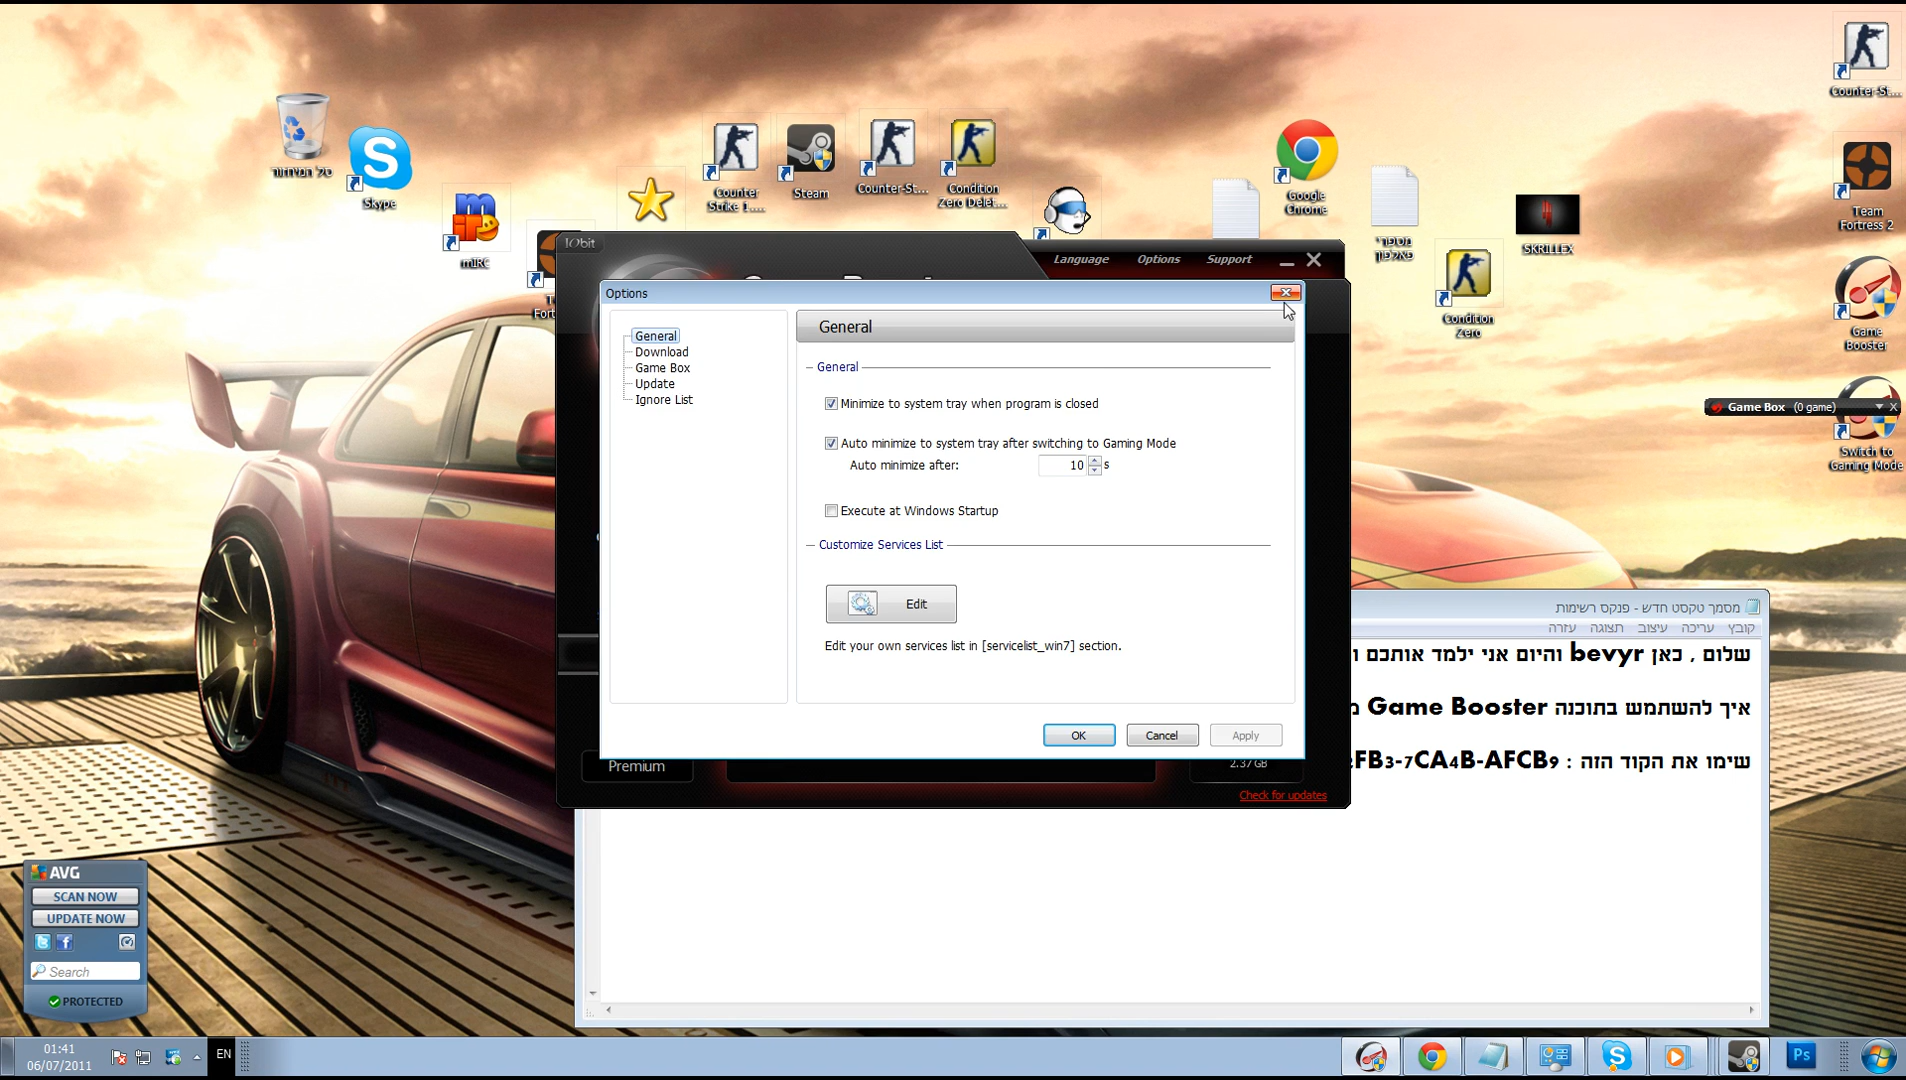 Counter-St...
סל המיחזור
Skype
mIRC
Counter
Strike 1....
Steam
Counter-St...
Condition
Zero Delet...
Google
Chrome
מספרי
פאלפון
SKRILLEX
Condition
Zero
Team
Fortress 2
Game
Booster
Game Box (0 game)
Switch to
Gaming Mode
IObit
Language
Options
Support
Options
General
Download
Game Box
Update
Ignore List
General
General
Minimize to system tray when program is closed
Auto minimize to system tray after switching to Gaming Mode
Auto minimize after: 10 s
Execute at Windows Startup
Customize Services List
Edit
Edit your own services list in [servicelist_win7] section.
OK
Cancel
Apply
Premium
2.37 GB
Check for updates
מסמך טקסט חדש - פנקס רשימות
קובץ עריכה עיצוב תצוגה עזרה
שלום , כאן bevyr והיום אני ילמד אותכם ו
איך להשתמש בתוכנה Game Booster
שימו את הקוד הזה : FB3-7CA4B-AFCB9
AVG
SCAN NOW
UPDATE NOW
Search
PROTECTED
01:41
06/07/2011
EN
Ps